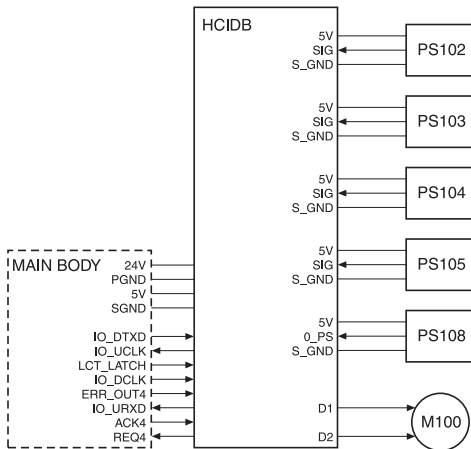 HCIDB
5V
SIG
S_GND
PS102
5V
SIG
S_GND
PS103
5V
SIG
S_GND
PS104
5V
SIG
S_GND
PS105
5V
0_PS
S_GND
PS108
D1
D2
M100
MAIN BODY
24V
PGND
5V
SGND
IO_DTXD
IO_UCLK
LCT_LATCH
IO_DCLK
ERR_OUT4
IO_URXD
ACK4
REQ4